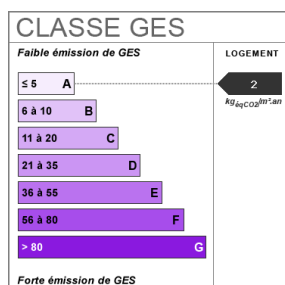 CLASSE GES
Faible émission de GES
LOGEMENT
≤ 5 A
2
kgéqCO2/m².an
6 à 10 B
11 à 20 C
21 à 35 D
36 à 55 E
56 à 80 F
> 80 G
Forte émission de GES